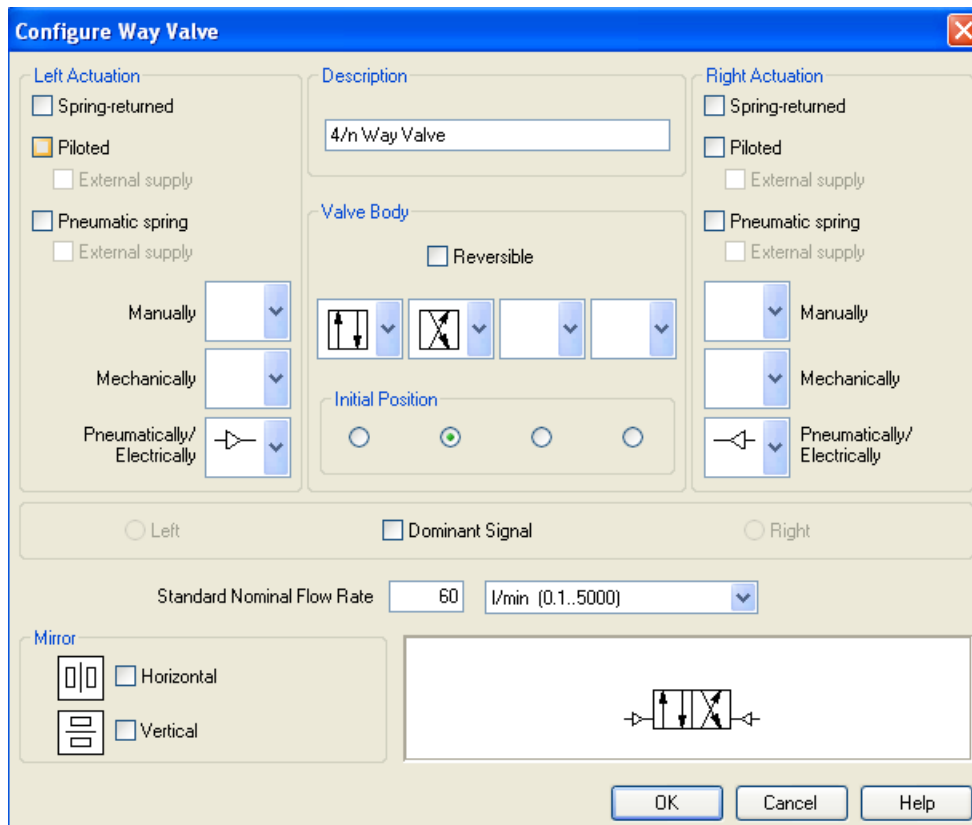 Configure Way Valve
Left Actuation
Spring-returned
Piloted
External supply
Pneumatic spring
External supply
Manually
Mechanically
Pneumatically/
Electrically
Description
4/n Way Valve
Valve Body
Reversible
Initial Position
Right Actuation
Spring-returned
Piloted
External supply
Pneumatic spring
External supply
Manually
Mechanically
Pneumatically/
Electrically
Left
Dominant Signal
Right
Standard Nominal Flow Rate 60 l/min (0.1..5000)
Mirror
Horizontal
Vertical
OK
Cancel
Help